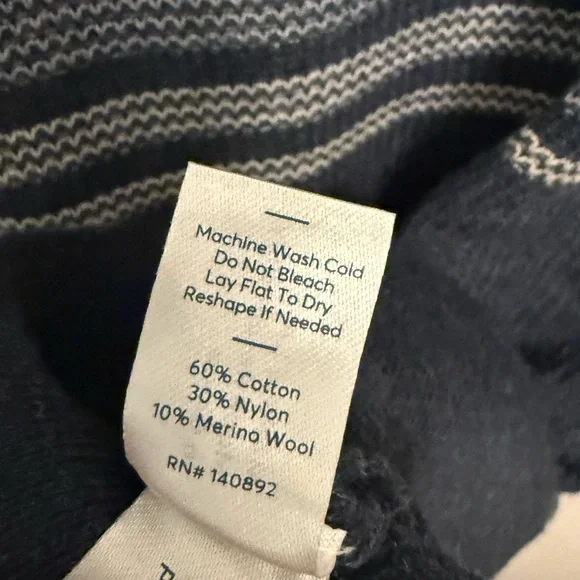 Machine Wash Cold
Do Not Bleach
Lay Flat To Dry
Reshape If Needed
60% Cotton
30% Nylon
10% Merino Wool
RN# 140892